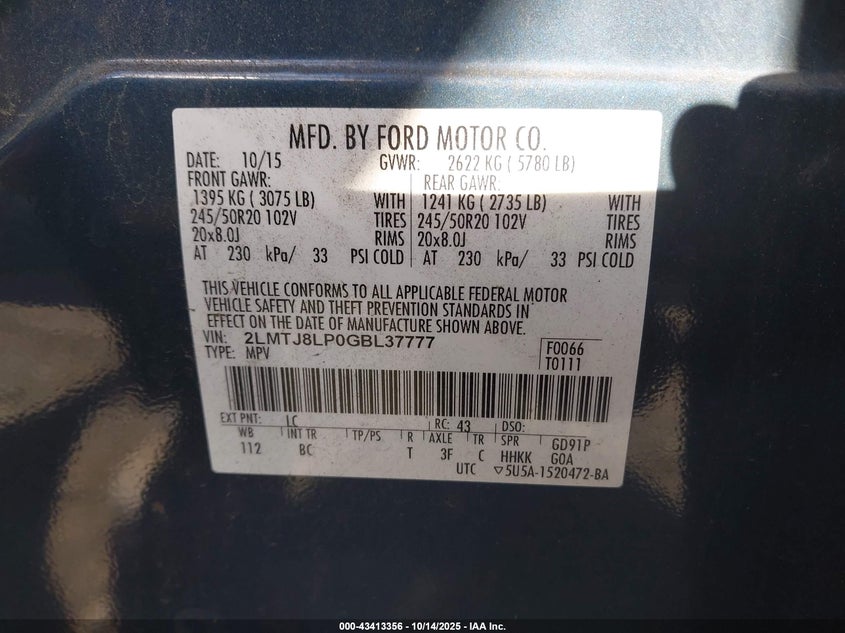 MFD. BY FORD MOTOR CO.
DATE: 10/15 GVWR: 2622 KG ( 5780 LB)
FRONT GAWR: REAR GAWR:
1395 KG ( 3075 LB) WITH 1241 KG ( 2735 LB) WITH
245/50R20 102V TIRES 245/50R20 102V TIRES
20x8.0J RIMS 20x8.0J RIMS
AT 230 kPa/ 33 PSI COLD AT 230 kPa/ 33 PSI COLD
THIS VEHICLE CONFORMS TO ALL APPLICABLE FEDERAL MOTOR
VEHICLE SAFETY AND THEFT PREVENTION STANDARDS IN
EFFECT ON THE DATE OF MANUFACTURE SHOWN ABOVE.
VIN: 2LMTJ8LP0GBL37777
TYPE: MPV
F0066
T0111
EXT PNT: LC RC: 43 DSO:
WB INT TR TP/PS R AXLE TR SPR GD91P
112 BC T 3F C HHKK GOA
UTC ▽5U5A-1520472-BA
000-43413356 - 10/14/2025 - IAA Inc.